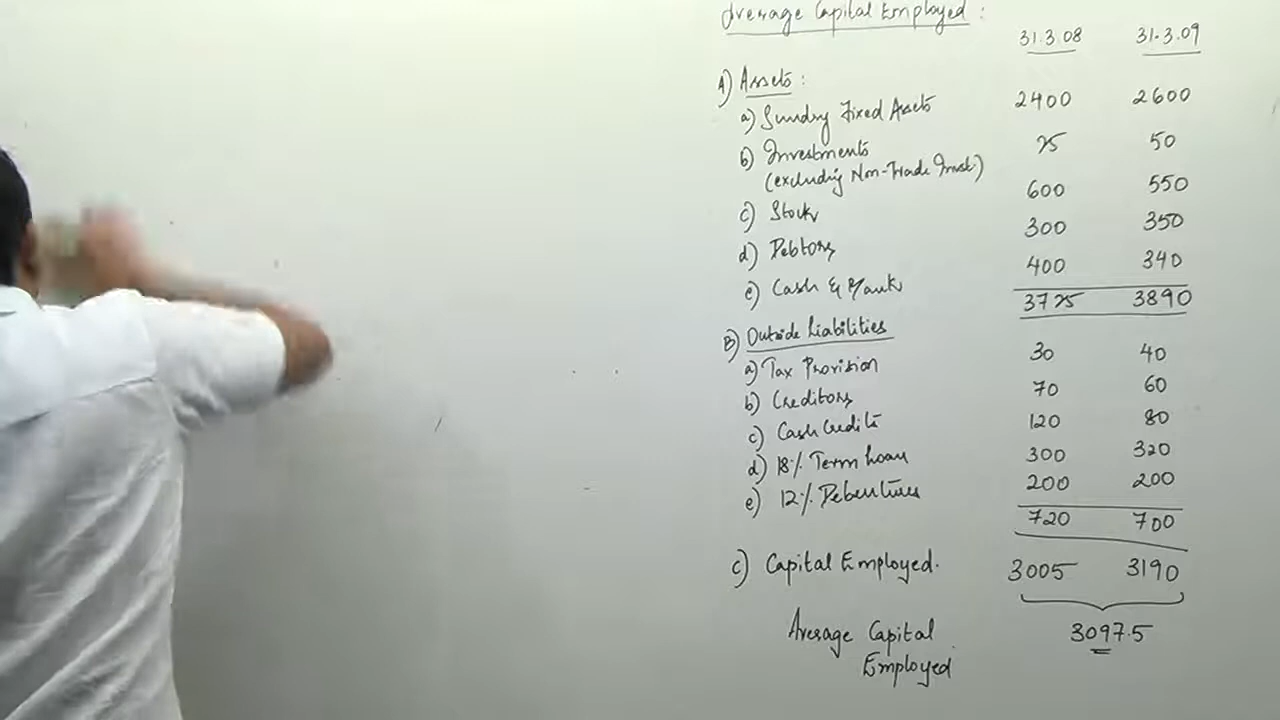 Average Capital Employed :
31.3.08 31.3.09
A) Assets :
a) Sundry Fixed Assets 2400 2600
b) Investments 25 50
(excluding Non-Trade Invest.)
c) Stock 600 550
d) Debtors 300 350
e) Cash & Bank 400 340
3725 3890
B) Outside Liabilities
a) Tax Provision 30 40
b) Creditors 70 60
c) Cash Credits 120 80
d) 18% Term Loan 300 320
e) 12% Debentures 200 200
720 700
C) Capital Employed. 3005 3190
Average Capital 3097.5
Employed